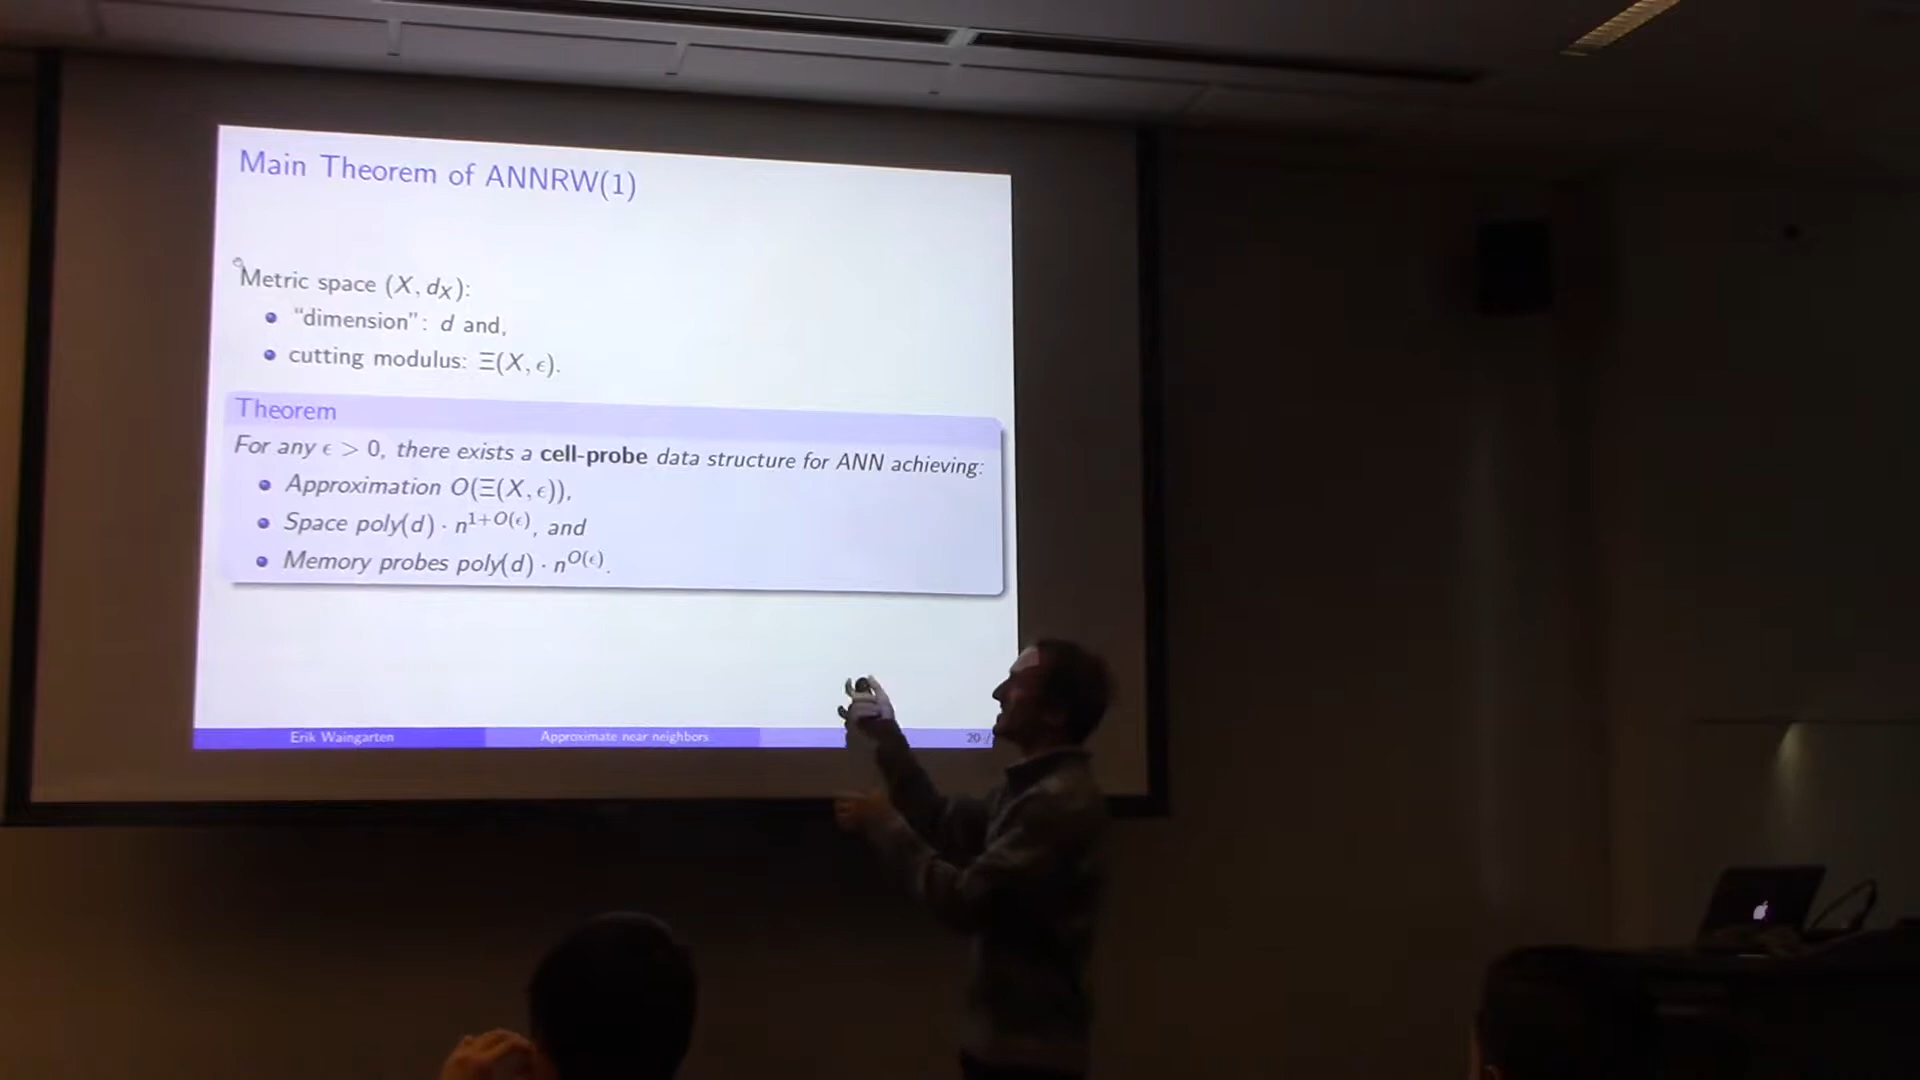 Main Theorem of ANNRW(1)
Metric space (X, d_X):
"dimension": d and,
cutting modulus: Ξ(X, ϵ).
Theorem
For any ϵ > 0, there exists a cell-probe data structure for ANN achieving:
Approximation O(Ξ(X, ϵ)),
Space poly(d) · n^{1+O(ϵ)}, and
Memory probes poly(d) · n^{O(ϵ)}.
Erik Waingarten Approximate near neighbors 20 /